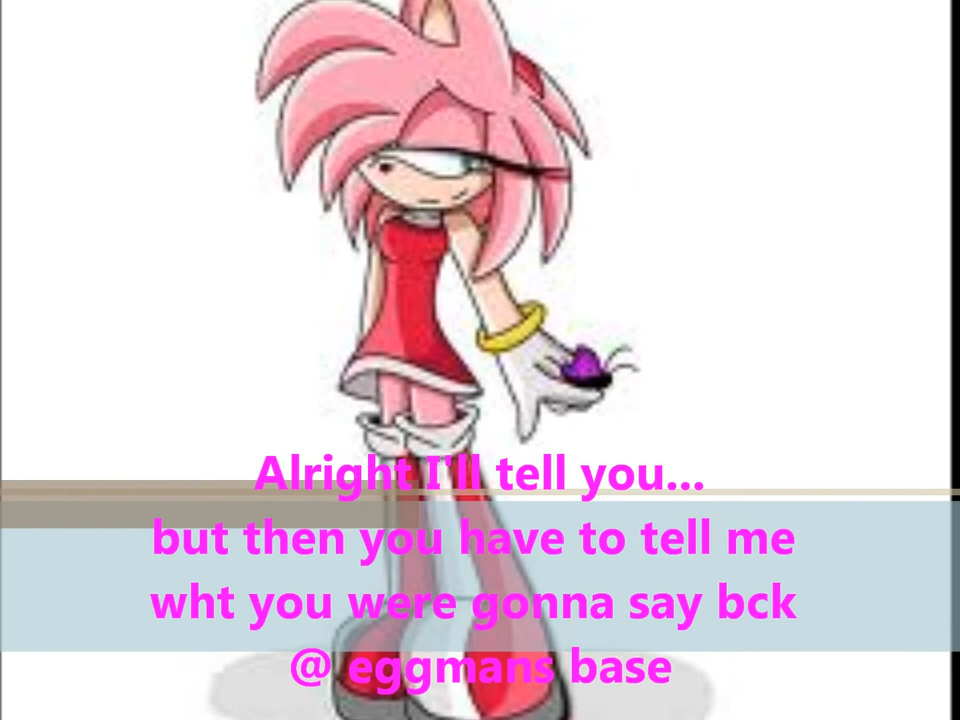 Alright I'll tell you...
but then you have to tell me
wht you were gonna say bck
@ eggmans base